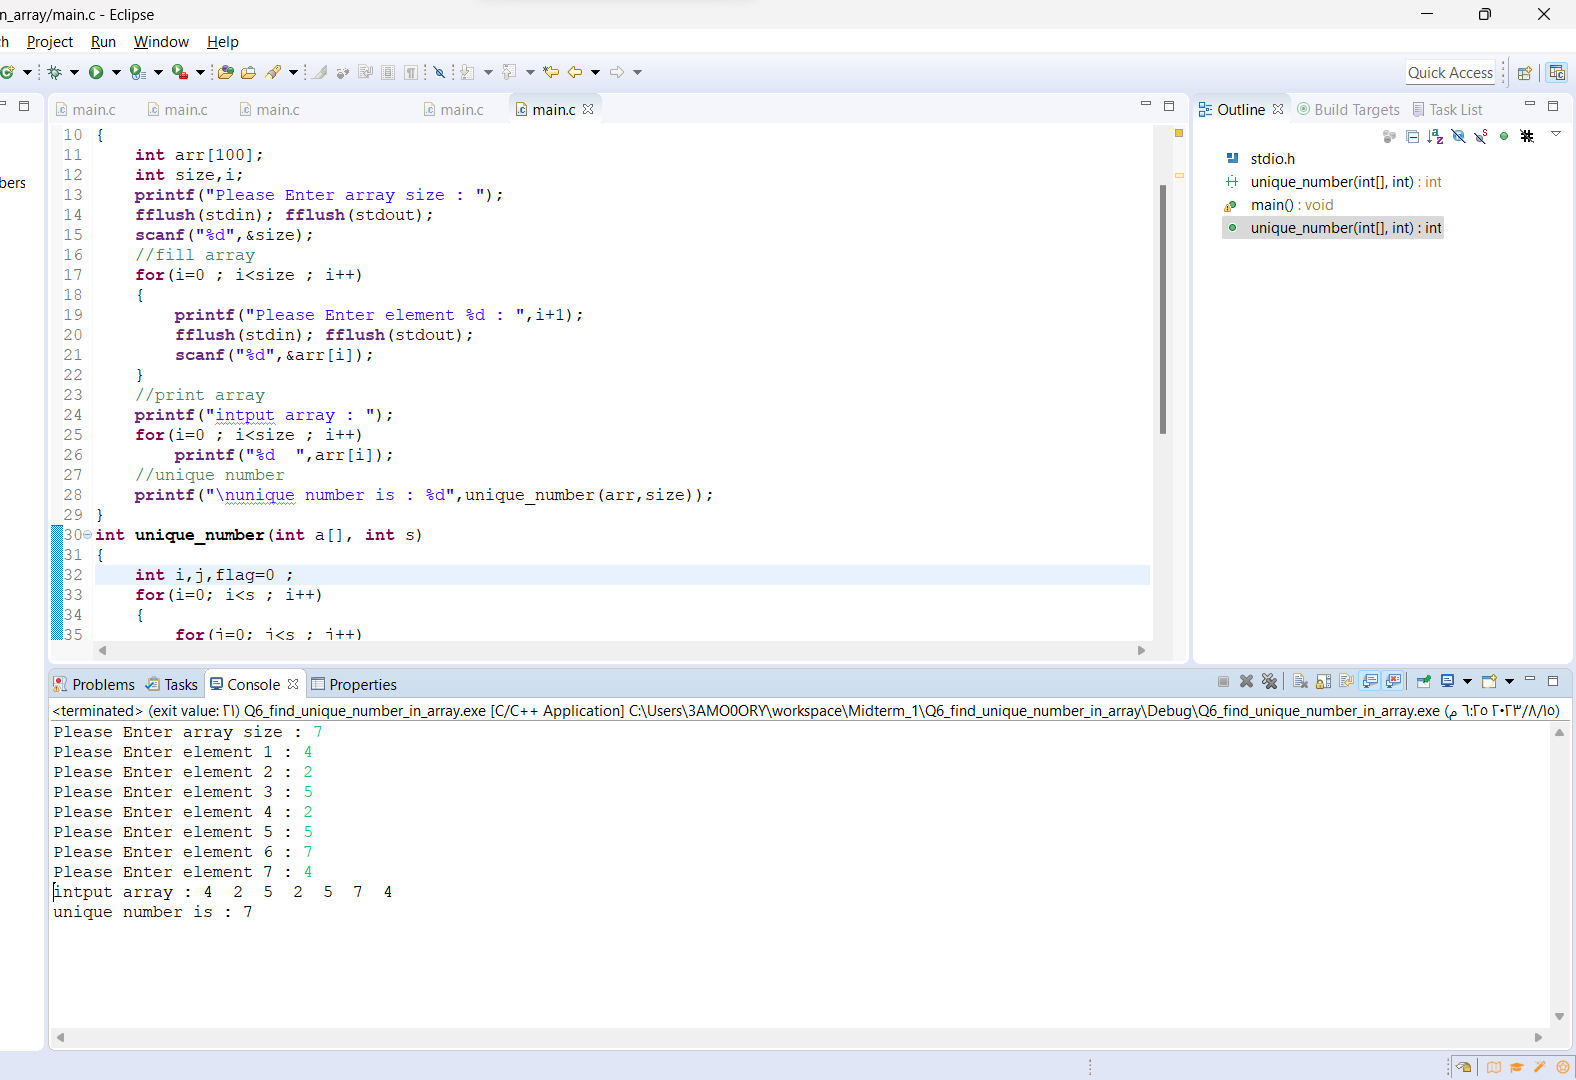 n_array/main.c - Eclipse
h Project Run Window Help
Quick Access
main.c main.c main.c main.c main.c
bers
10 {
11 int arr[100];
12 int size,i;
13 printf("Please Enter array size : ");
14 fflush(stdin); fflush(stdout);
15 scanf("%d",&size);
16 //fill array
17 for(i=0 ; i<size ; i++)
18 {
19 printf("Please Enter element %d : ",i+1);
20 fflush(stdin); fflush(stdout);
21 scanf("%d",&arr[i]);
22 }
23 //print array
24 printf("intput array : ");
25 for(i=0 ; i<size ; i++)
26 printf("%d  ",arr[i]);
27 //unique number
28 printf("\nunique number is : %d",unique_number(arr,size));
29 }
30 int unique_number(int a[], int s)
31 {
32 int i,j,flag=0 ;
33 for(i=0; i<s ; i++)
34 {
35 for(j=0; j<s ; j++)
Outline Build Targets Task List
stdio.h
unique_number(int[], int) : int
main() : void
unique_number(int[], int) : int
Problems Tasks Console Properties
<terminated> (exit value: ٢٦) Q6_find_unique_number_in_array.exe [C/C++ Application] C:\Users\3AMO0ORY\workspace\Midterm_1\Q6_find_unique_number_in_array\Debug\Q6_find_unique_number_in_array.exe (١٥/٨/٢٠٢٣ ٦:٢٥ م)
Please Enter array size : 7
Please Enter element 1 : 4
Please Enter element 2 : 2
Please Enter element 3 : 5
Please Enter element 4 : 2
Please Enter element 5 : 5
Please Enter element 6 : 7
Please Enter element 7 : 4
intput array : 4  2  5  2  5  7  4
unique number is : 7